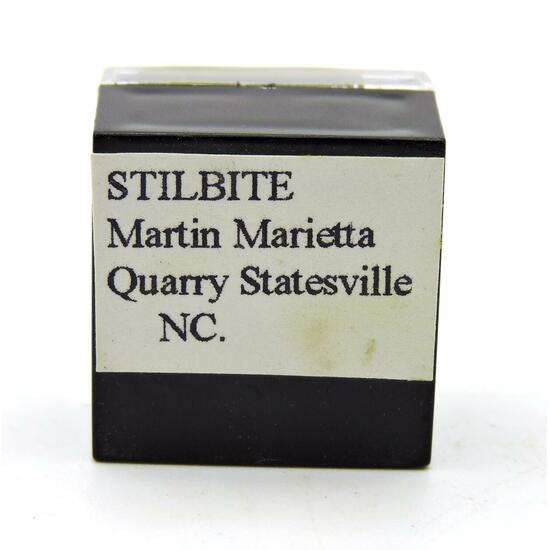 STILBITE
Martin Marietta
Quarry Statesville
NC.